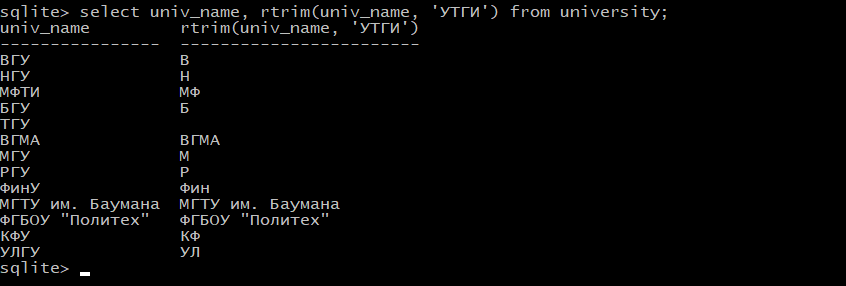 sqlite> select univ_name, rtrim(univ_name, 'УТГИ') from university;
univ_name        rtrim(univ_name, 'УТГИ')
---------------- ------------------------
ВГУ              В
НГУ              Н
МФТИ             МФ
БГУ              Б
ТГУ
ВГМА             ВГМА
МГУ              М
РГУ              Р
ФинУ             Фин
МГТУ им. Баумана  МГТУ им. Баумана
ФГБОУ "Политех"   ФГБОУ "Политех"
КФУ              КФ
УЛГУ             УЛ
sqlite>